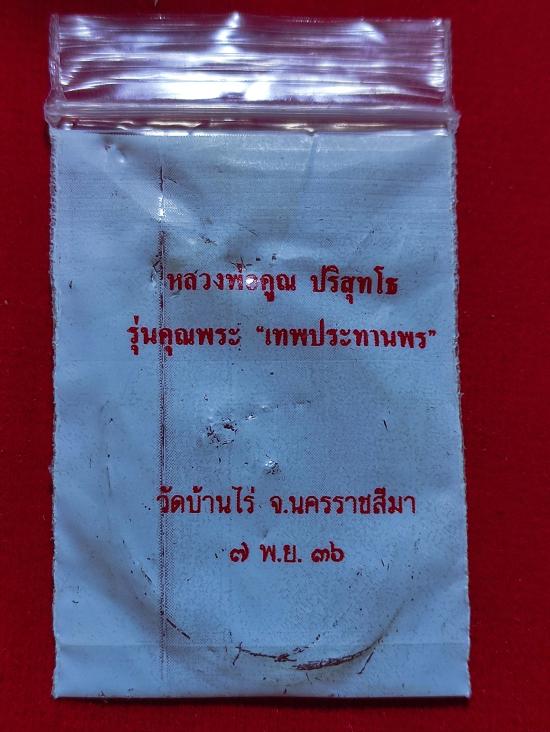 หลวงพ่อคูณ ปริสุทโธ
รุ่นคุณพระ “เทพประทานพร”
วัดบ้านไร่ จ.นครราชสีมา
๗ พ.ย. ๓๖